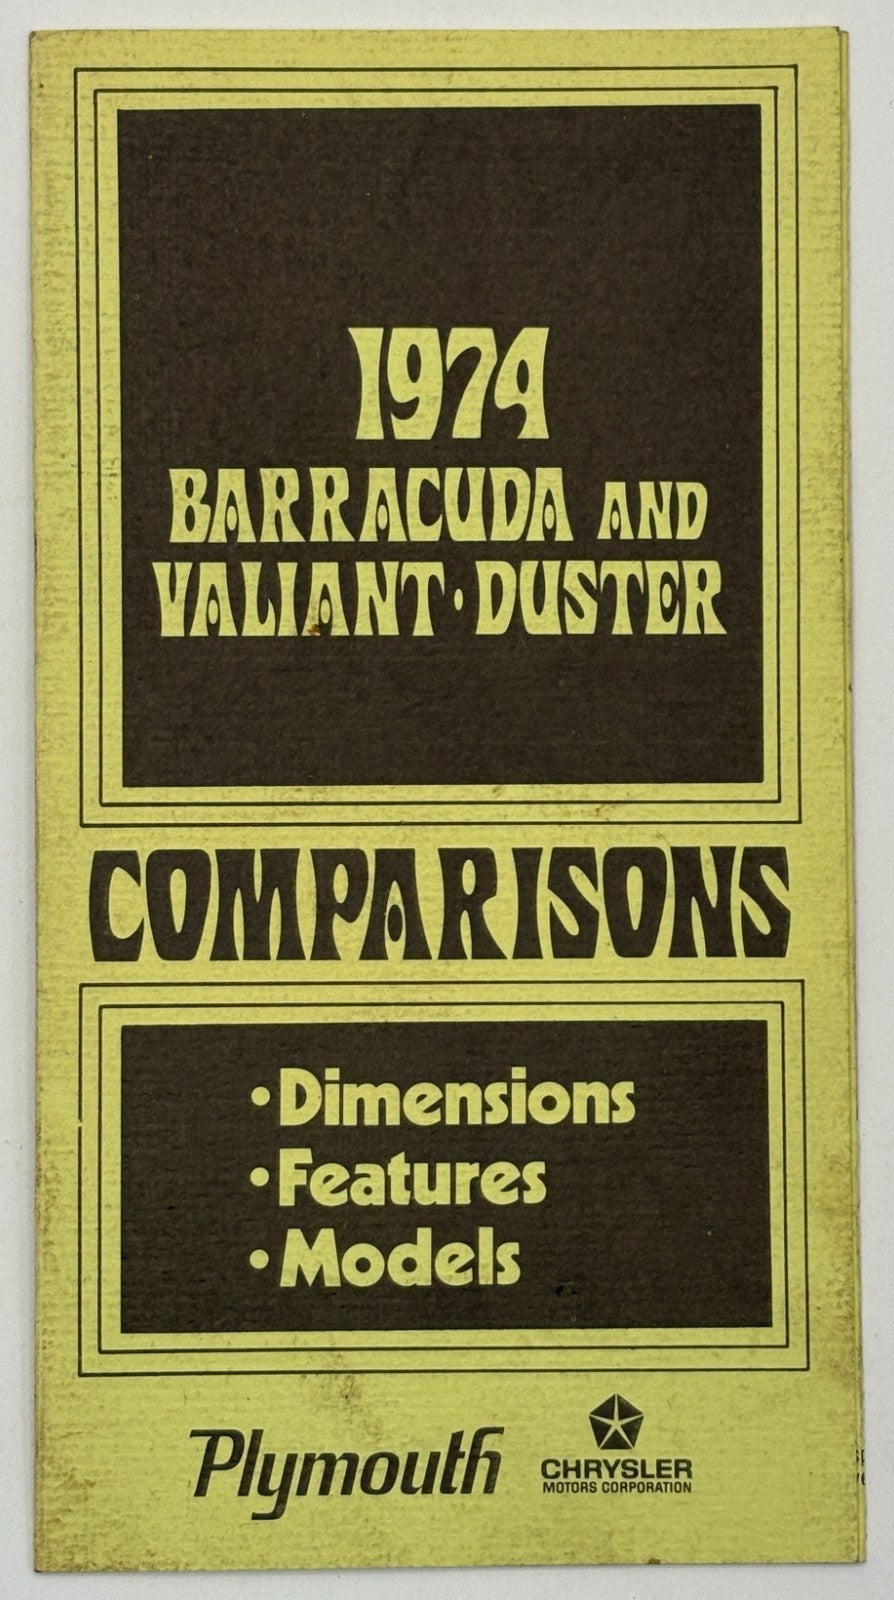 1974
BARRACUDA AND
VALIANT · DUSTER
COMPARISONS
• Dimensions
• Features
• Models
Plymouth
CHRYSLER
MOTORS CORPORATION